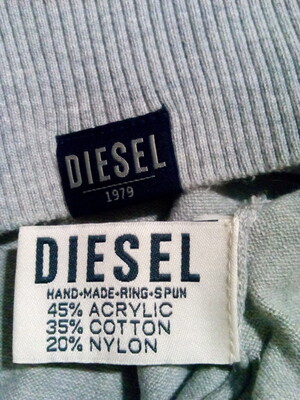 DIESEL
1979
DIESEL
HAND•MADE•RING•SPUN
45% ACRYLIC
35% COTTON
20% NYLON